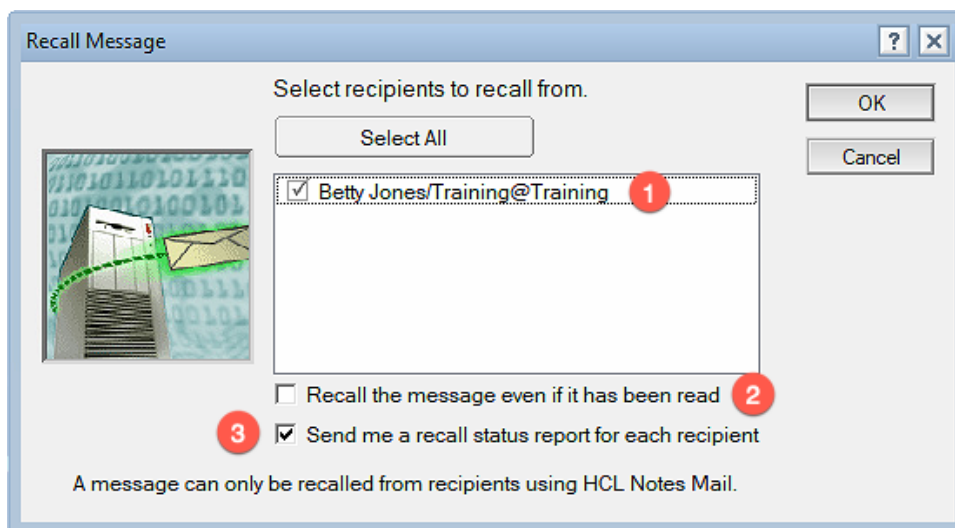 Recall Message
?
Select recipients to recall from.
OK
Select All
Cancel
Betty Jones/Training@Training
1
Recall the message even if it has been read
2
3
Send me a recall status report for each recipient
A message can only be recalled from recipients using HCL Notes Mail.